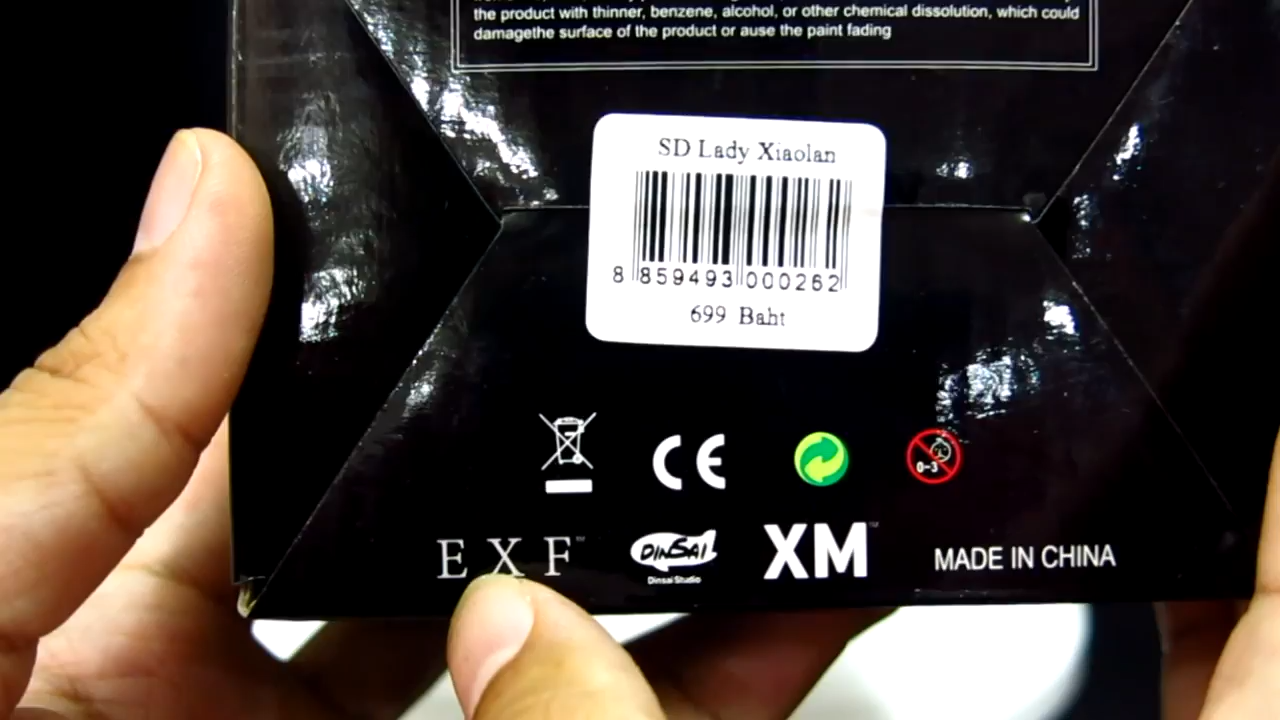 the product with thinner, benzene, alcohol, or other chemical dissolution, which could
damagethe surface of the product or ause the paint fading
SD Lady Xiaolan
8 859493 000262
699 Baht
CE
0-3
E X F™
DINSAI
Dinsai Studio
XM™
MADE IN CHINA